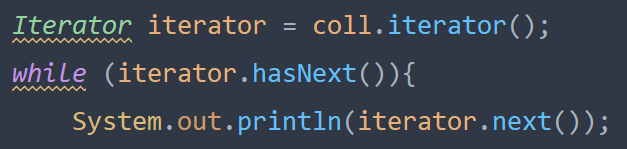 Iterator iterator = coll.iterator();
while (iterator.hasNext()){
    System.out.println(iterator.next());